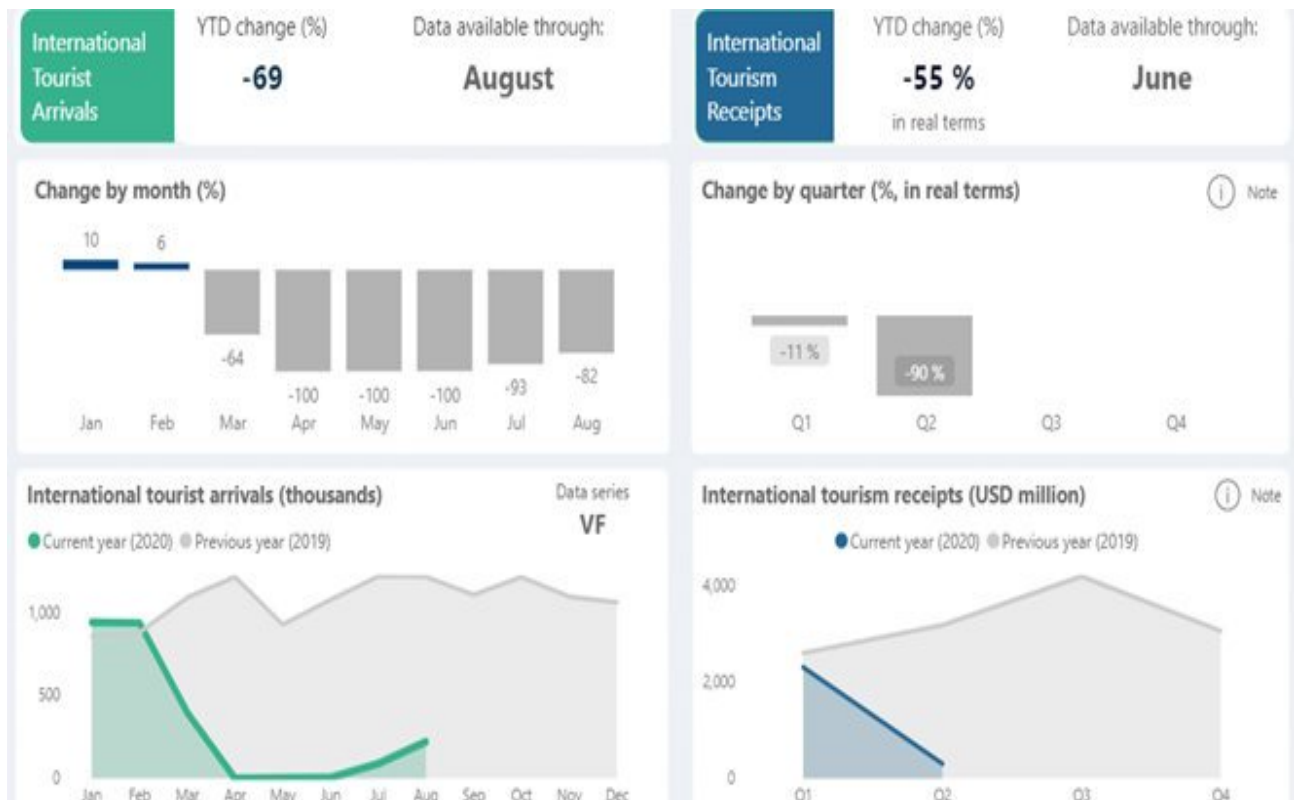 International
Tourist
Arrivals
YTD change (%)
-69
Data available through:
August
International
Tourism
Receipts
YTD change (%)
-55 %
in real terms
Data available through:
June
Change by month (%)
10
6
-64
-100
-100
-100
-93
-82
Jan Feb Mar Apr May Jun Jul Aug
Change by quarter (%, in real terms)
i Note
-11 %
-90 %
Q1 Q2 Q3 Q4
International tourist arrivals (thousands)
Data series
VF
Current year (2020) Previous year (2019)
1,000
500
0
Jan Feb Mar Apr May Jun Jul Aug Sep Oct Nov Dec
International tourism receipts (USD million)
i Note
Current year (2020) Previous year (2019)
4,000
2,000
0
Q1 Q2 Q3 Q4